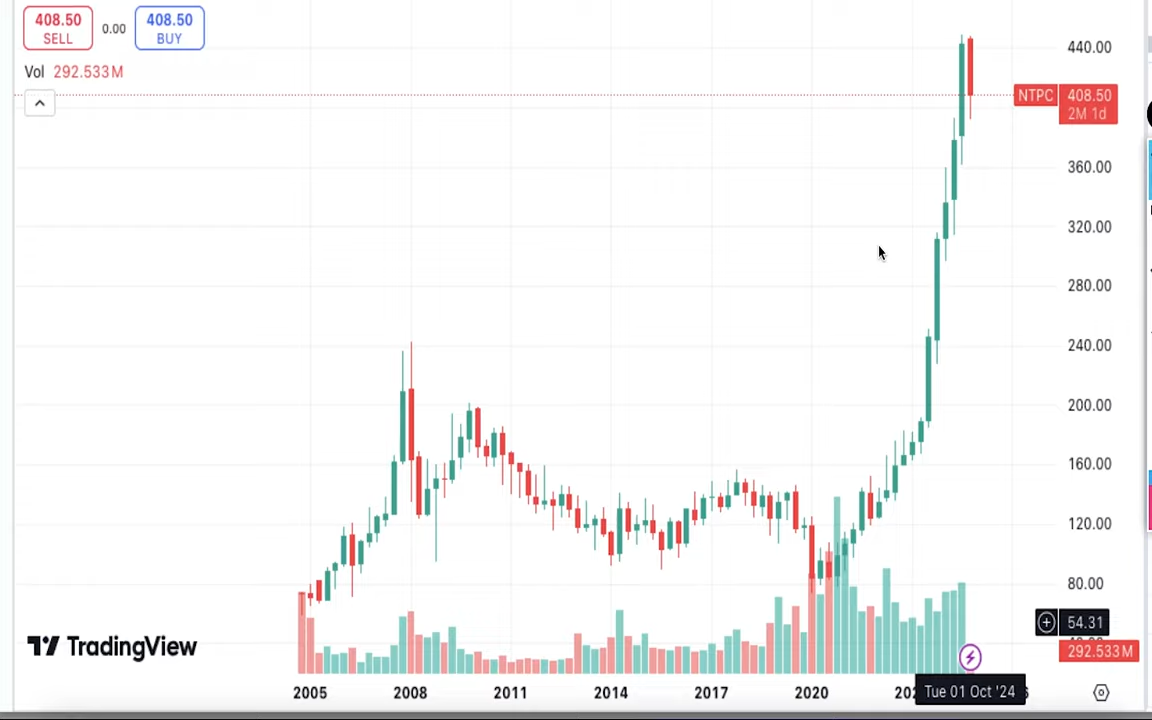 408.50
SELL
0.00
408.50
BUY
Vol 292.533M
440.00
NTPC 408.50
2M 1d
360.00
320.00
280.00
240.00
200.00
160.00
120.00
80.00
54.31
292.533M
TradingView
2005 2008 2011 2014 2017 2020
Tue 01 Oct '24